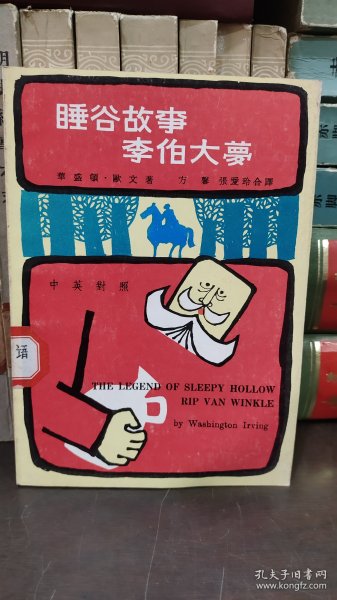 睡谷故事
李伯大夢
華盛頓·歐文著 方馨 張愛玲合譯
中英對照
語
THE LEGEND OF SLEEPY HOLLOW
RIP VAN WINKLE
by Washington Irving
孔夫子旧书网
www.kongfz.com